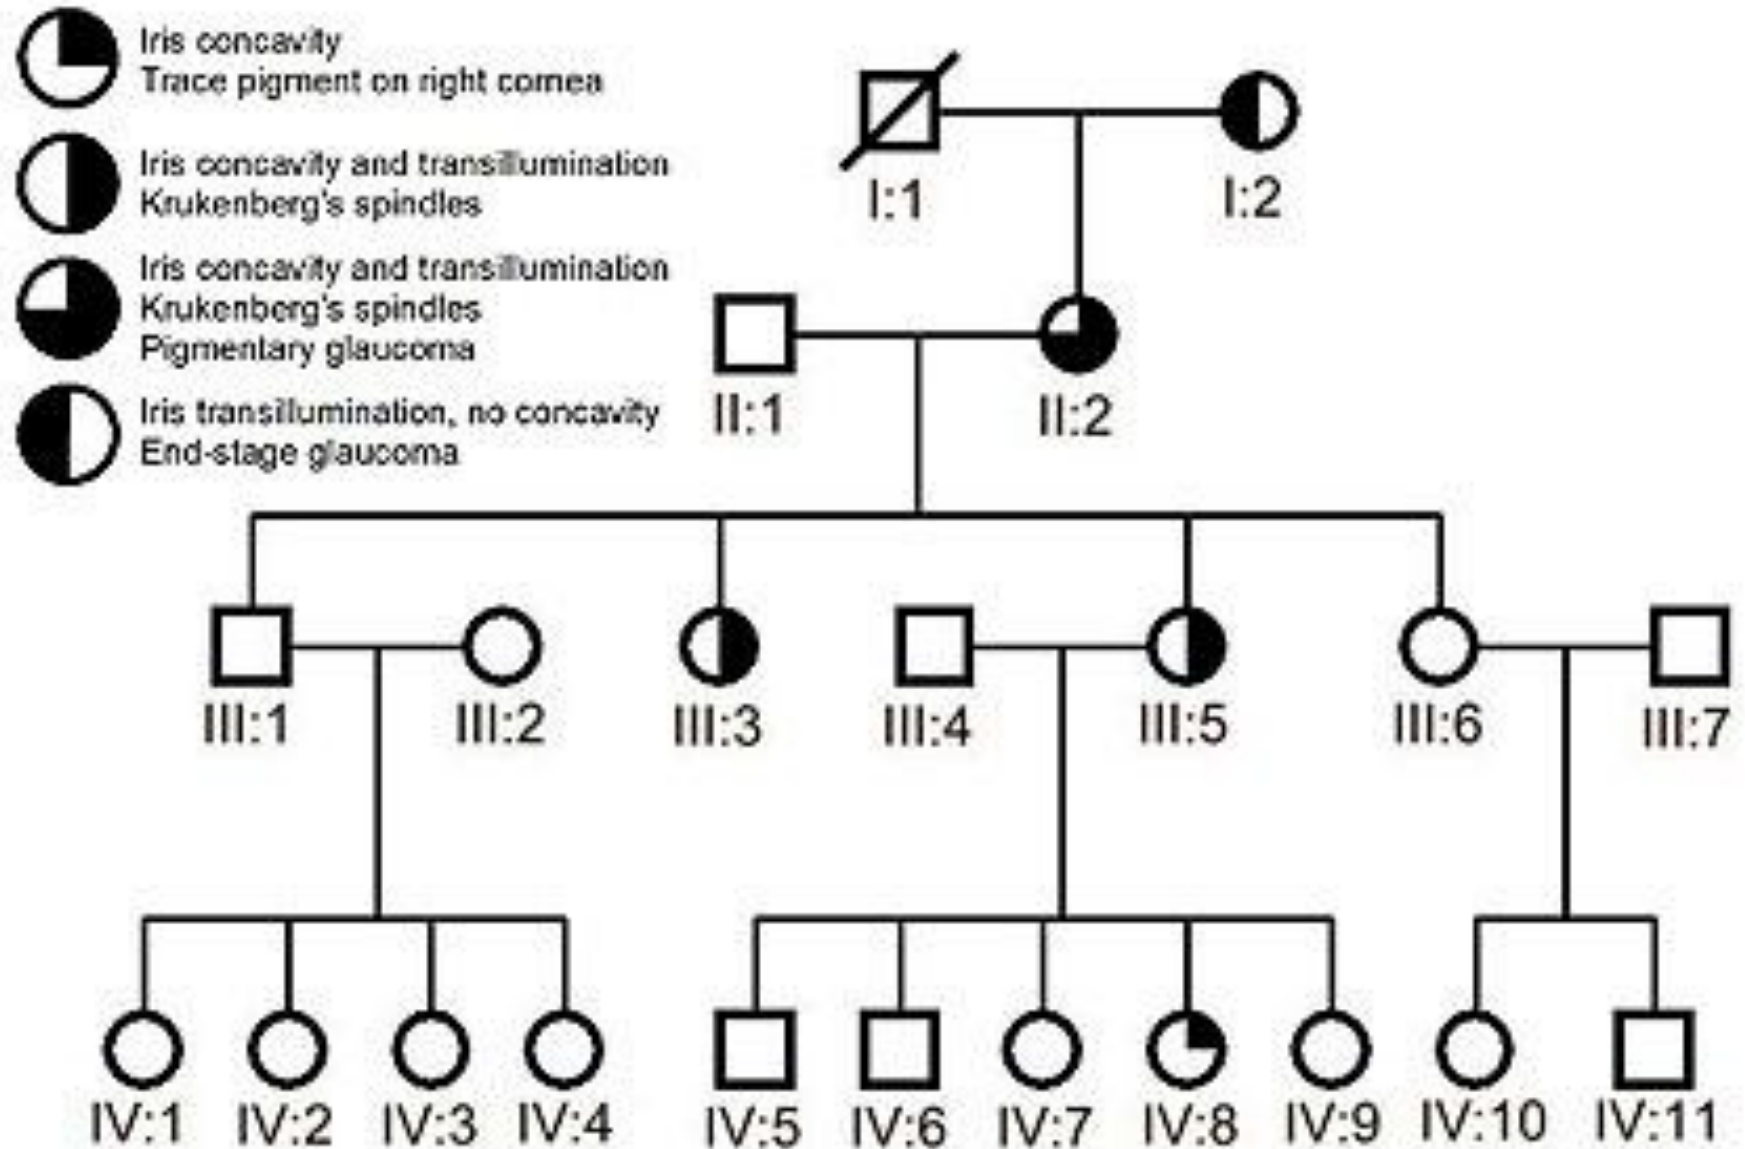 Iris concavity
Trace pigment on right cornea
Iris concavity and transillumination
Krukenberg's spindles
Iris concavity and transillumination
Krukenberg's spindles
Pigmentary glaucoma
Iris transillumination, no concavity
End-stage glaucoma
I:1 I:2
II:1 II:2
III:1 III:2 III:3 III:4 III:5 III:6 III:7
IV:1 IV:2 IV:3 IV:4 IV:5 IV:6 IV:7 IV:8 IV:9 IV:10 IV:11